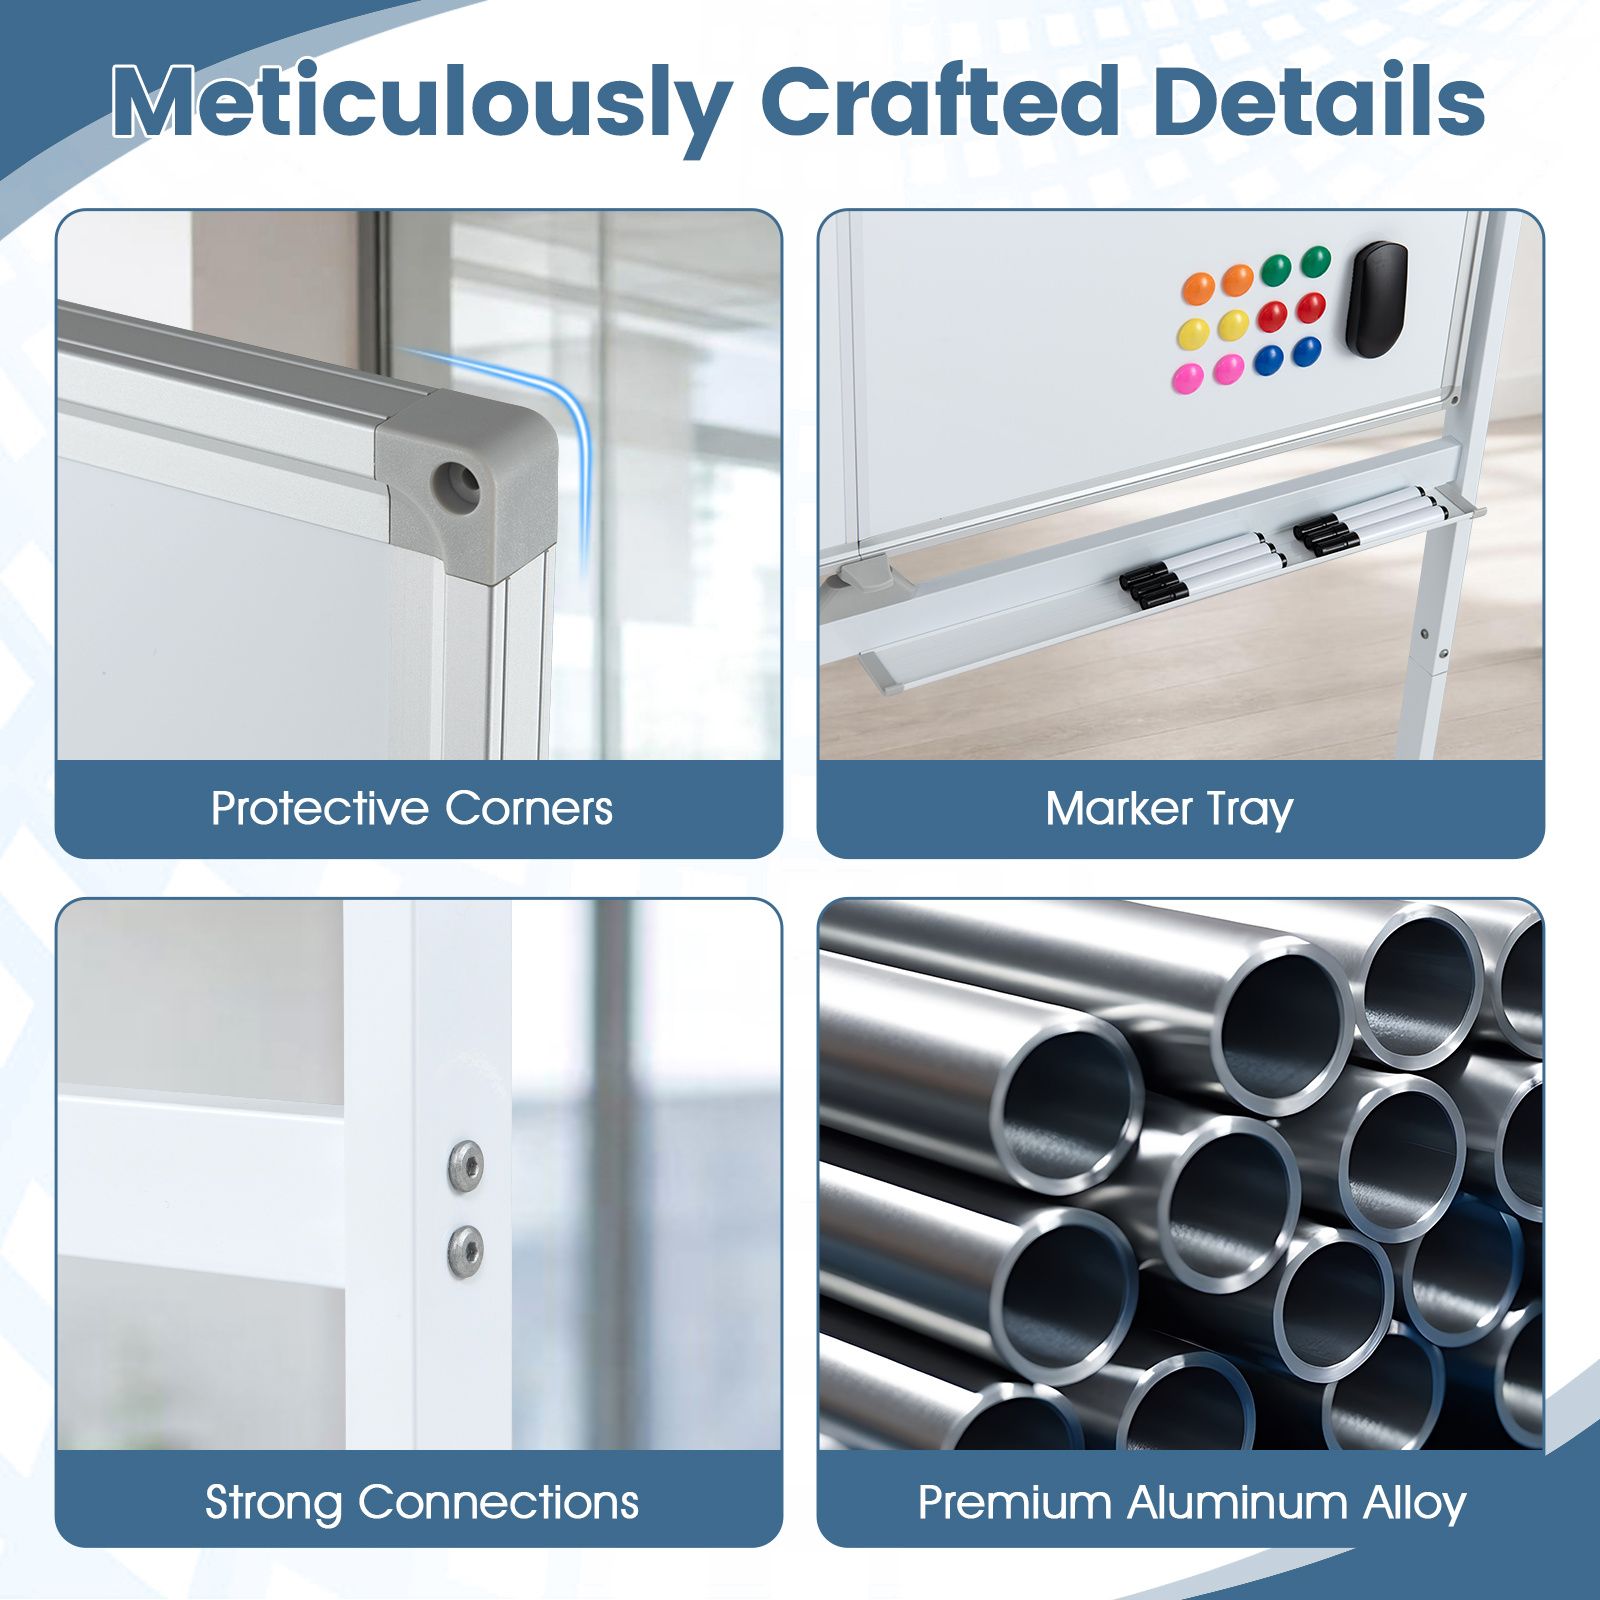 Meticulously Crafted Details
Protective Corners
Marker Tray
Strong Connections
Premium Aluminum Alloy